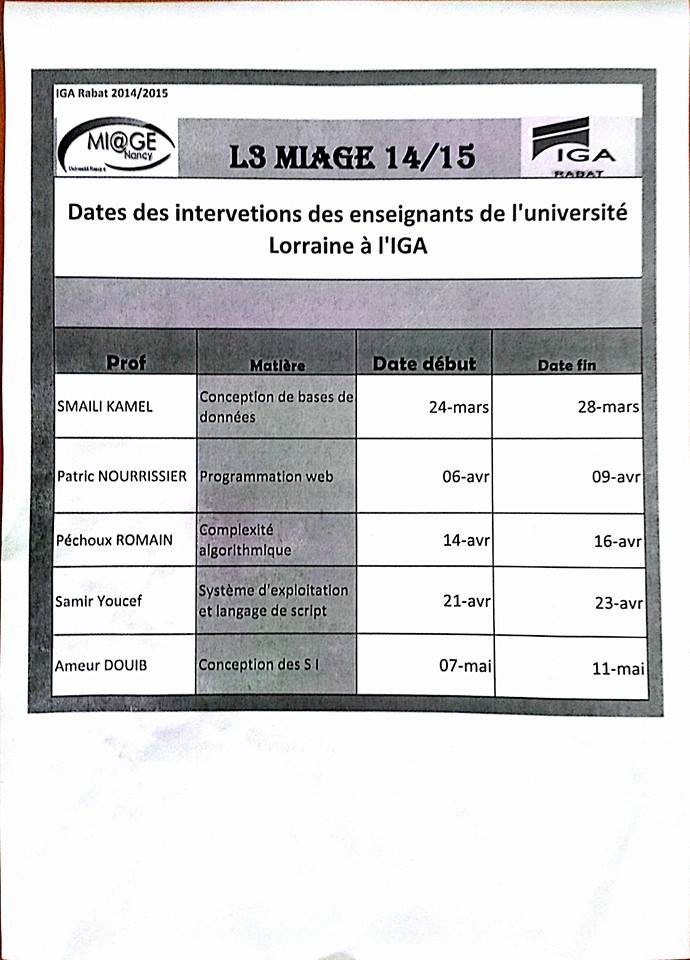 IGA Rabat 2014/2015
MI@GE
Nancy
L3 MIAGE 14/15
IGA
RABAT
Dates des intervetions des enseignants de l'université
Lorraine à l'IGA
Prof Matière Date début Date fin
SMAILI KAMEL Conception de bases de données 24-mars 28-mars
Patric NOURRISSIER Programmation web 06-avr 09-avr
Péchoux ROMAIN Complexité algorithmique 14-avr 16-avr
Samir Youcef Système d'exploitation et langage de script 21-avr 23-avr
Ameur DOUIB Conception des S I 07-mai 11-mai